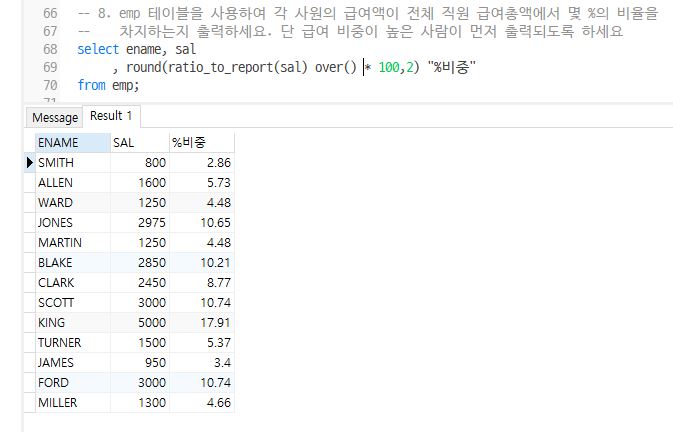 66 -- 8. emp 테이블을 사용하여 각 사원의 급여액이 전체 직원 급여총액에서 몇 %의 비율을
67 -- 차지하는지 출력하세요. 단 급여 비중이 높은 사람이 먼저 출력되도록 하세요
68 select ename, sal
69 , round(ratio_to_report(sal) over() * 100,2) "%비중"
70 from emp;
71
Message Result 1
ENAME SAL %비중
SMITH 800 2.86
ALLEN 1600 5.73
WARD 1250 4.48
JONES 2975 10.65
MARTIN 1250 4.48
BLAKE 2850 10.21
CLARK 2450 8.77
SCOTT 3000 10.74
KING 5000 17.91
TURNER 1500 5.37
JAMES 950 3.4
FORD 3000 10.74
MILLER 1300 4.66